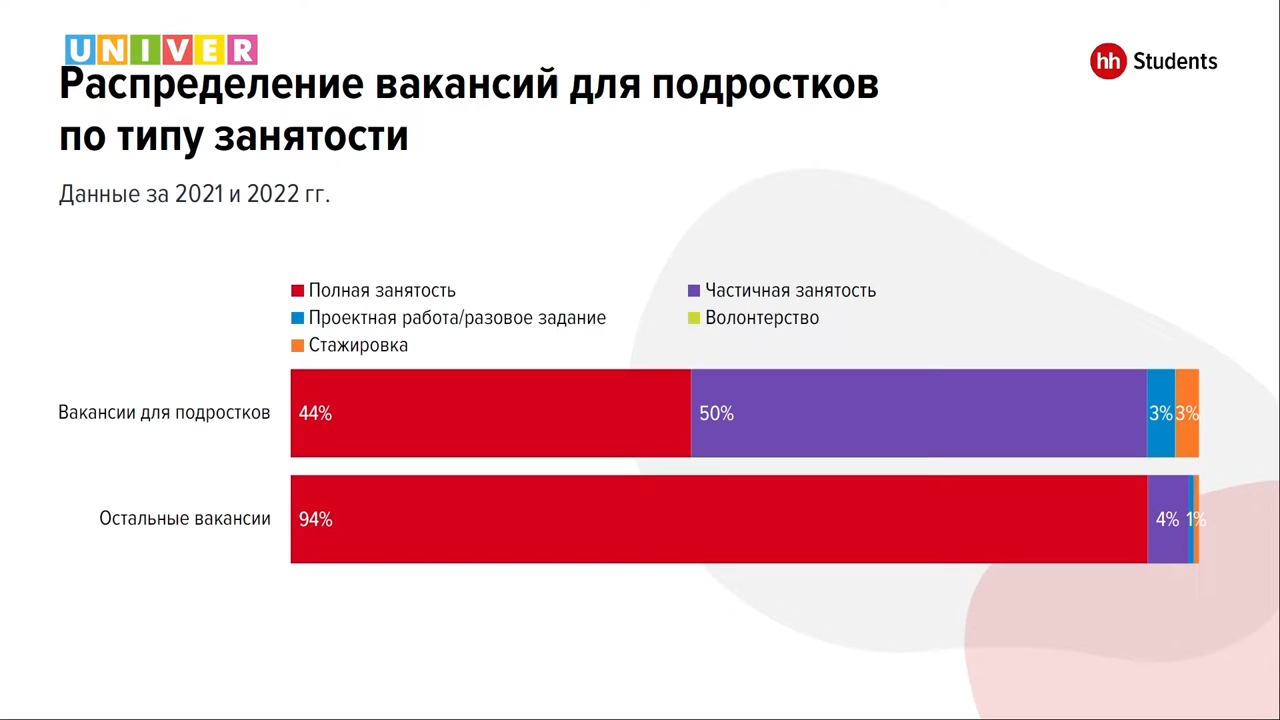 UNIVER
hh Students
Распределение вакансий для подростков
по типу занятости
Данные за 2021 и 2022 гг.
Полная занятость
Частичная занятость
Проектная работа/разовое задание
Волонтерство
Стажировка
Вакансии для подростков 44% 50% 3% 3%
Остальные вакансии 94% 4% 1%